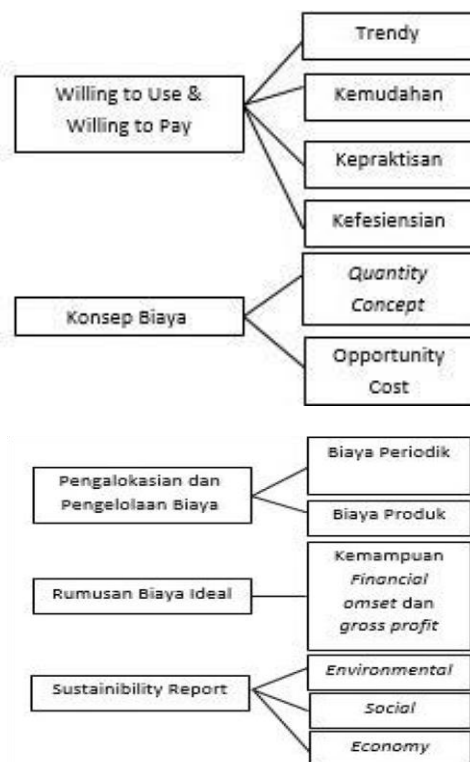 Willing to Use &
Willing to Pay
Trendy
Kemudahan
Kepraktisan
Kefesiensian
Konsep Biaya
Quantity
Concept
Opportunity
Cost
Pengalokasian dan
Pengelolaan Biaya
Biaya Periodik
Biaya Produk
Rumusan Biaya Ideal
Kemampuan
Financial
omset dan
gross profit
Sustainibility Report
Environmental
Social
Economy